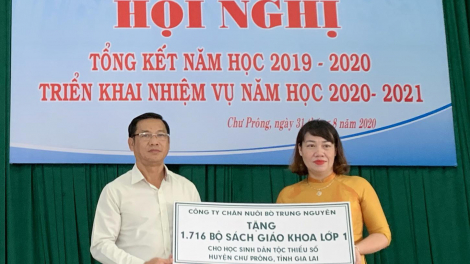 HỘI NGHỊ
TỔNG KẾT NĂM HỌC 2019 - 2020
TRIỂN KHAI NHIỆM VỤ NĂM HỌC 2020- 2021
Chư Prông, ngày 31 8 năm 2020
CÔNG TY CHĂN NUÔI BÒ TRUNG NGUYÊN
TẶNG
1.716 BỘ SÁCH GIÁO KHOA LỚP 1
CHO HỌC SINH DÂN TỘC THIỂU SỐ
HUYỆN CHƯ PRÔNG, TỈNH GIA LAI